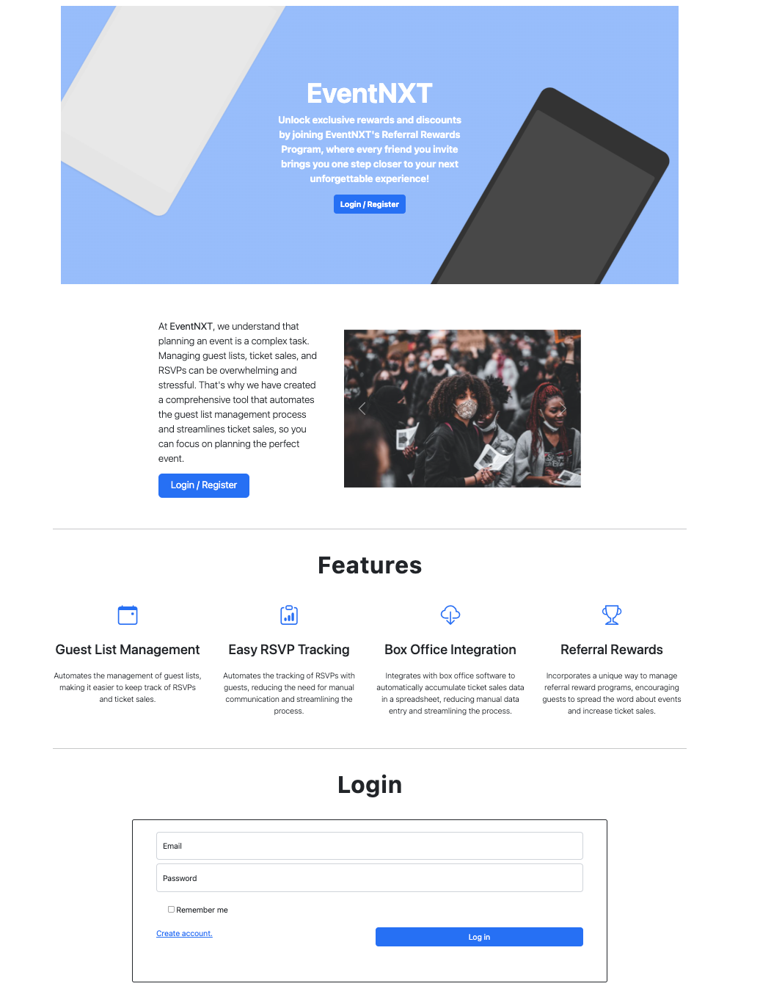 EventNXT
Unlock exclusive rewards and discounts
by joining EventNXT's Referral Rewards
Program, where every friend you invite
brings you one step closer to your next
unforgettable experience!
Login / Register
At EventNXT, we understand that
planning an event is a complex task.
Managing guest lists, ticket sales, and
RSVPs can be overwhelming and
stressful. That's why we have created
a comprehensive tool that automates
the guest list management process
and streamlines ticket sales, so you
can focus on planning the perfect
event.
Login / Register
Features
Guest List Management
Automates the management of guest lists,
making it easier to keep track of RSVPs
and ticket sales.
Easy RSVP Tracking
Automates the tracking of RSVPs with
guests, reducing the need for manual
communication and streamlining the
process.
Box Office Integration
Integrates with box office software to
automatically accumulate ticket sales data
in a spreadsheet, reducing manual data
entry and streamlining the process.
Referral Rewards
Incorporates a unique way to manage
referral reward programs, encouraging
guests to spread the word about events
and increase ticket sales.
Login
Email
Password
Remember me
Create account.
Log in